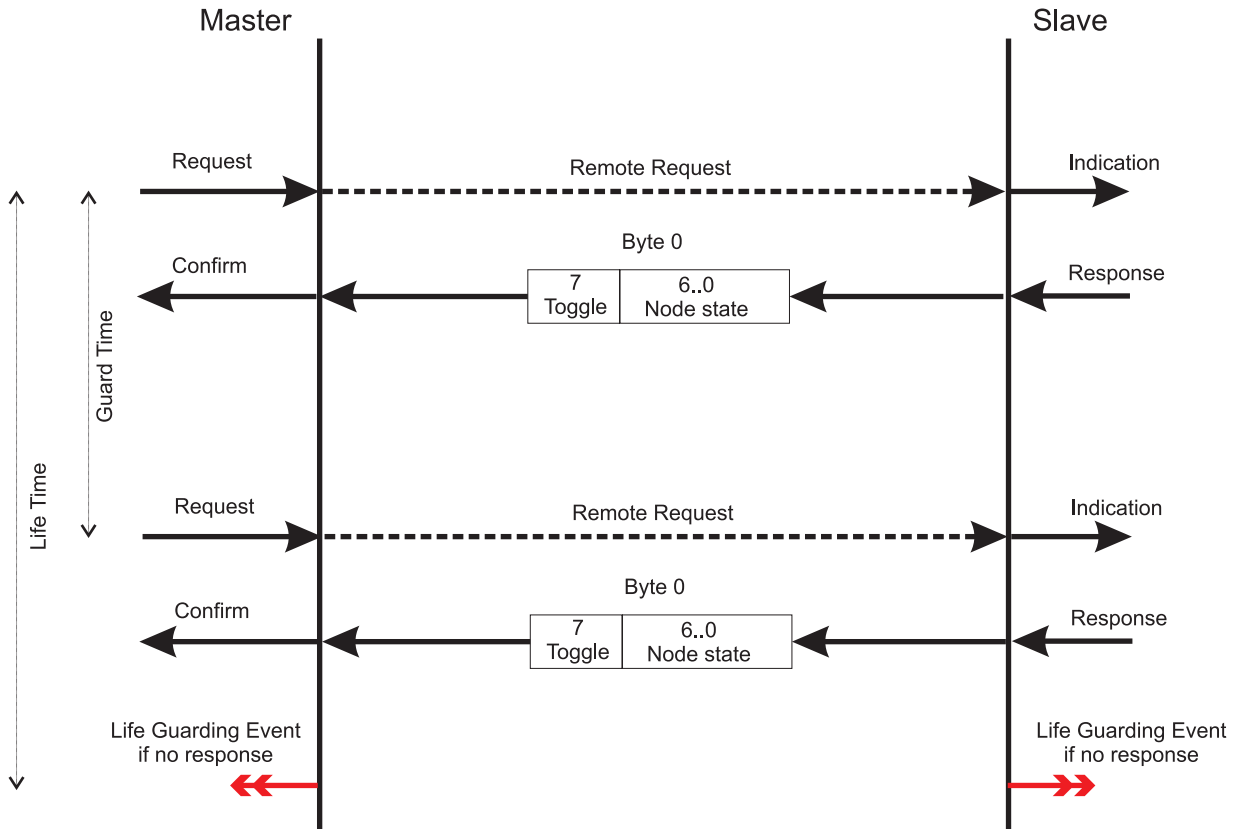 Master
Slave
Request
Remote Request
Indication
Byte 0
Confirm
7
Toggle
6..0
Node state
Response
Guard Time
Life Time
Request
Remote Request
Indication
Byte 0
Confirm
7
Toggle
6..0
Node state
Response
Life Guarding Event
if no response
Life Guarding Event
if no response